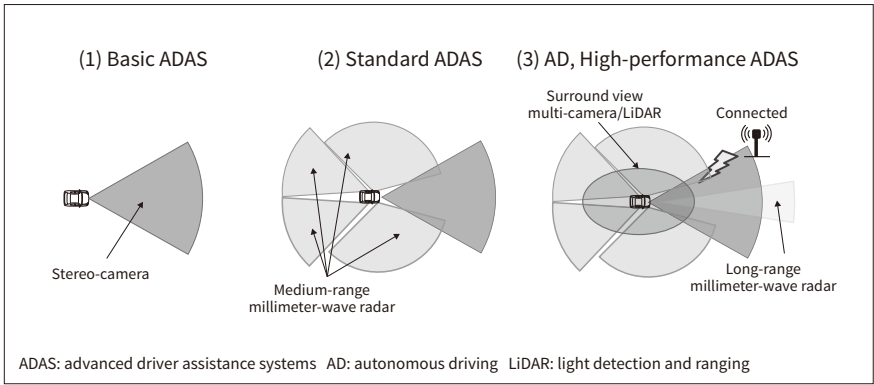 (1) Basic ADAS
(2) Standard ADAS
(3) AD, High-performance ADAS
Stereo-camera
Medium-range
millimeter-wave radar
Surround view
multi-camera/LiDAR
Connected
Long-range
millimeter-wave radar
ADAS: advanced driver assistance systems AD: autonomous driving LiDAR: light detection and ranging